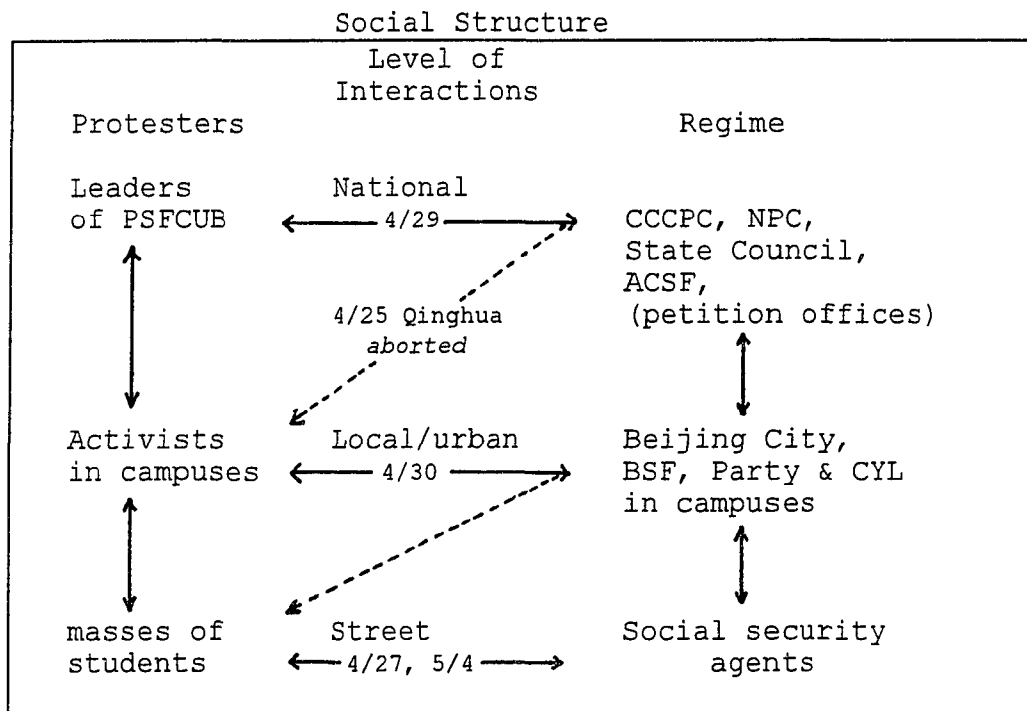 Social Structure
Level of
Interactions
Protesters Regime
Leaders National
of PSFCUB 4/29 CCCPC, NPC,
State Council,
ACSF,
4/25 Qinghua (petition offices)
aborted
Activists Local/urban Beijing City,
in campuses 4/30 BSF, Party & CYL
in campuses
masses of Street Social security
students 4/27, 5/4 agents